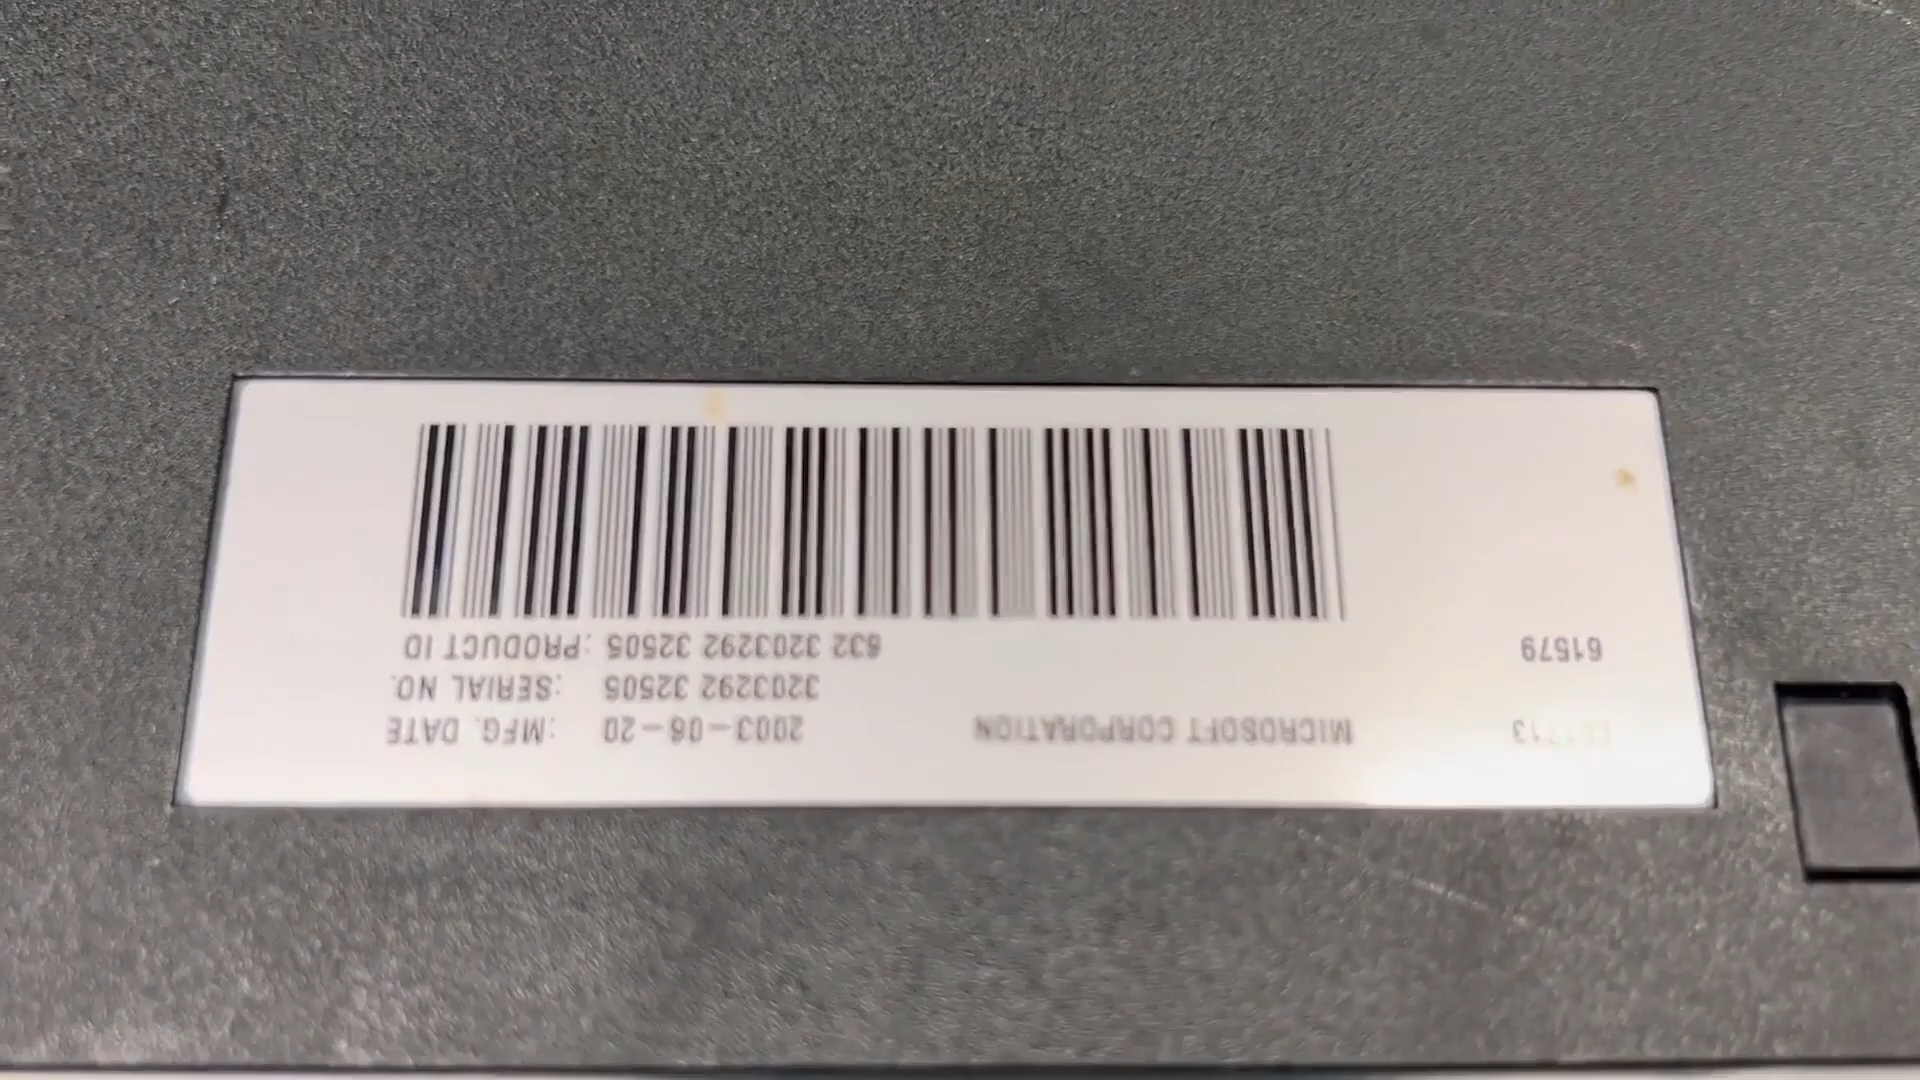 MICROSOFT CORPORATION 2003-06-20 :MFG. DATE
3203292 32505 :SERIAL NO.
61579 632 3203292 32505 :PRODUCT ID